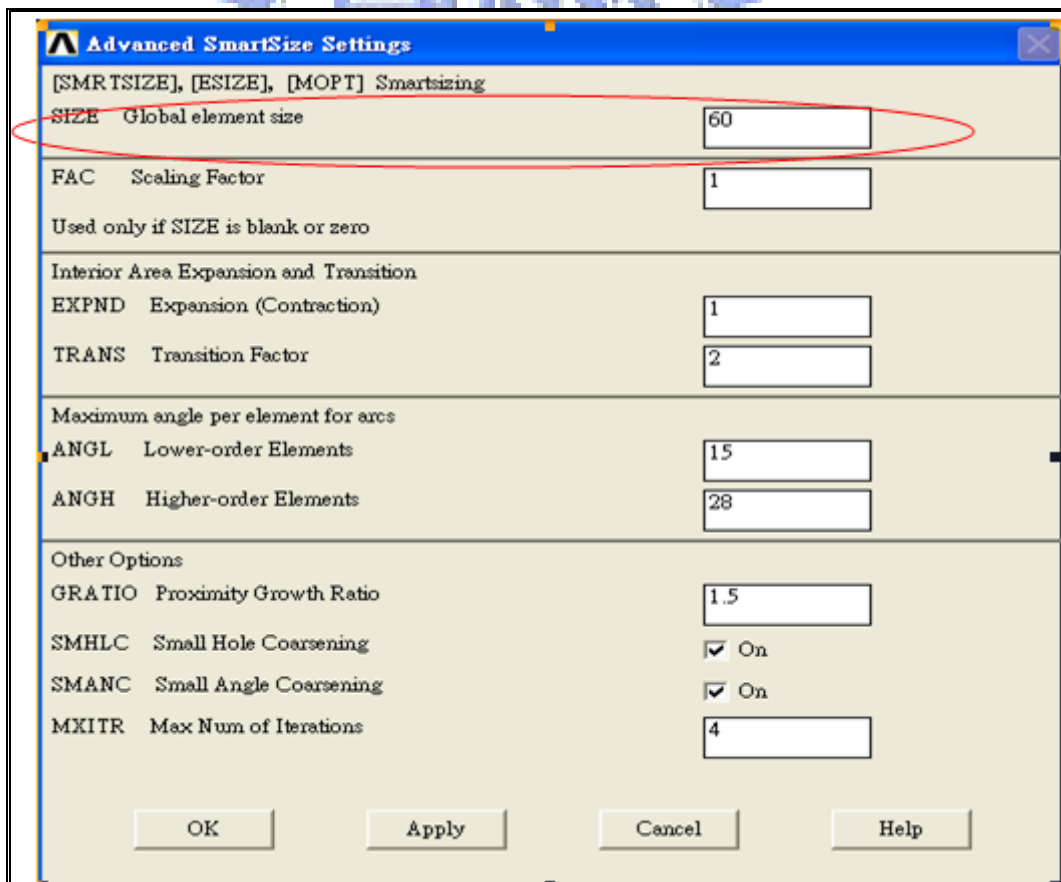 Advanced SmartSize Settings
[SMRTSIZE], [ESIZE], [MOPT] Smartsizing
SIZE Global element size 60
FAC Scaling Factor 1
Used only if SIZE is blank or zero
Interior Area Expansion and Transition
EXPND Expansion (Contraction) 1
TRANS Transition Factor 2
Maximum angle per element for arcs
ANGL Lower-order Elements 15
ANGH Higher-order Elements 28
Other Options
GRATIO Proximity Growth Ratio 1.5
SMHLC Small Hole Coarsening On
SMANC Small Angle Coarsening On
MXITR Max Num of Iterations 4
OK Apply Cancel Help